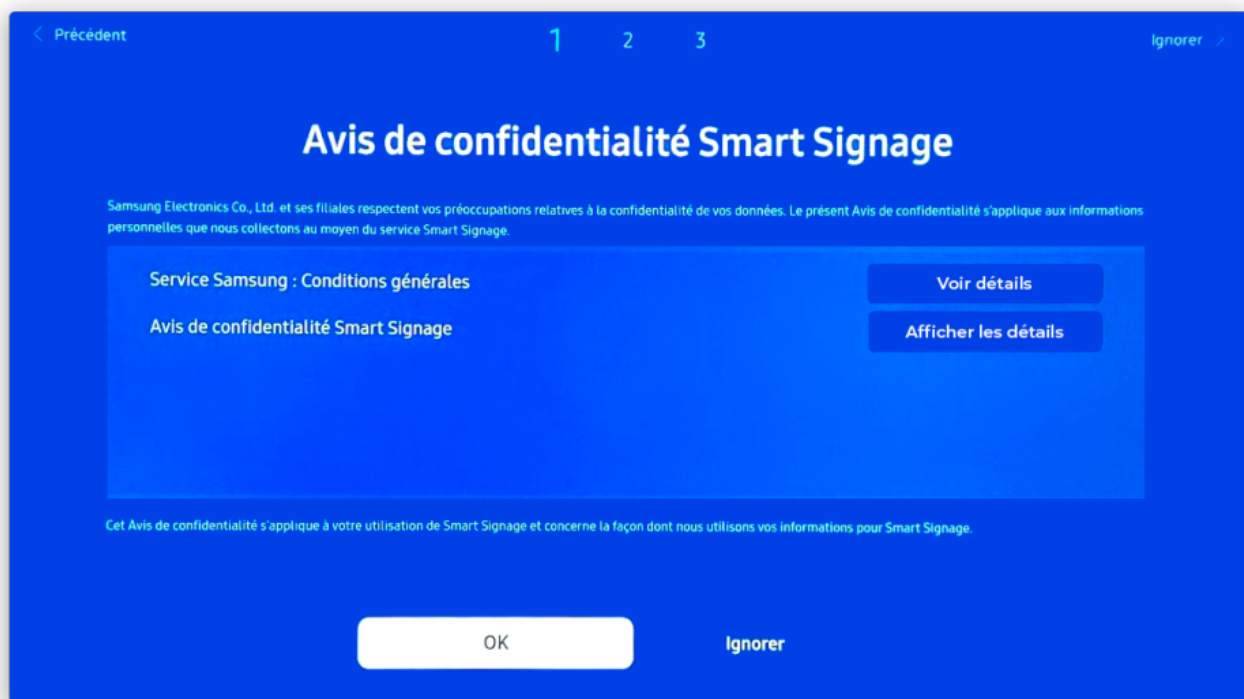 Précédent
1 2 3
Ignorer
Avis de confidentialité Smart Signage
Samsung Electronics Co., Ltd. et ses filiales respectent vos préoccupations relatives à la confidentialité de vos données. Le présent Avis de confidentialité s'applique aux informations
personnelles que nous collectons au moyen du service Smart Signage.
Service Samsung : Conditions générales
Voir détails
Avis de confidentialité Smart Signage
Afficher les détails
Cet Avis de confidentialité s'applique à votre utilisation de Smart Signage et concerne la façon dont nous utilisons vos informations pour Smart Signage.
OK
Ignorer